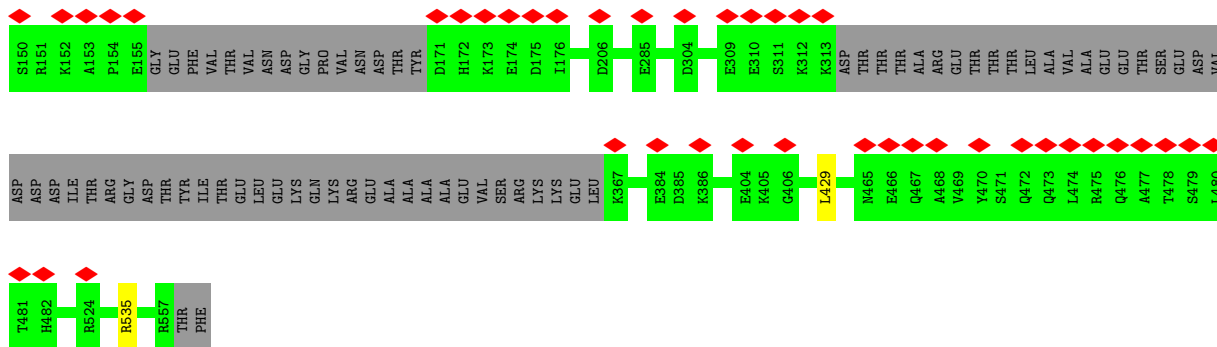 S150 R151 K152 A153 P154 E155 GLY GLU PHE VAL THR VAL ASN ASP GLY PRO VAL ASN ASP THR TYR D171 H172 K173 E174 D175 I176 D206 E285 D304 E309 E310 S311 K312 K313 ASP THR THR THR ALA ARG GLU THR THR THR LEU ALA VAL ALA GLU GLU THR SER GLU ASP VAL
ASP ASP ASP ILE THR ARG GLY ASP THR TYR ILE THR GLU LEU GLU LYS GLN LYS ARG GLU ALA ALA ALA ALA GLU VAL SER ARG LYS LYS GLU LEU K367 E384 D385 K386 E404 K405 G406 L429 N465 E466 Q467 A468 V469 Y470 S471 Q472 Q473 L474 R475 Q476 A477 T478 S479 L480
T481 H482 R524 R535 R557 THR PHE